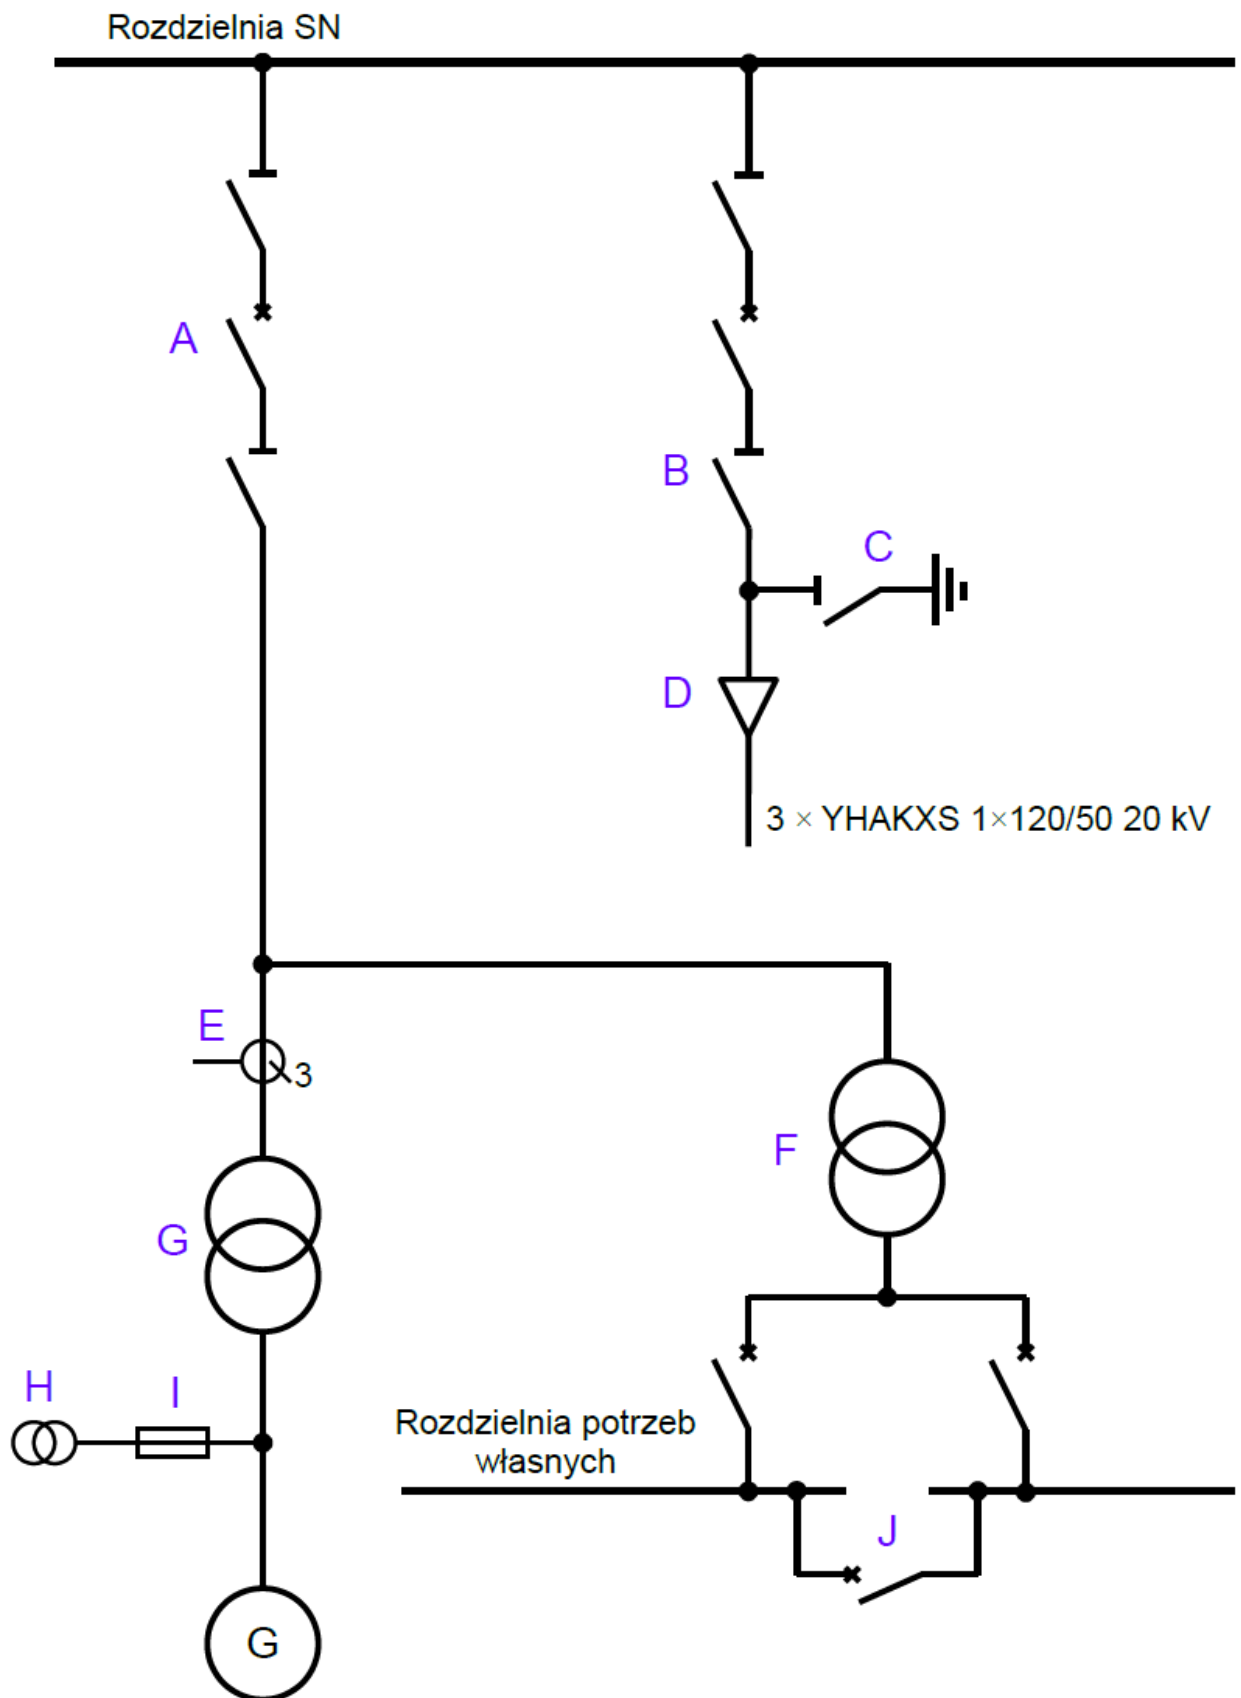 Rozdzielnia SN
A
B
C
D
3 × YHAKXS 1×120/50 20 kV
E
3
F
G
H
I
Rozdzielnia potrzeb
własnych
J
G